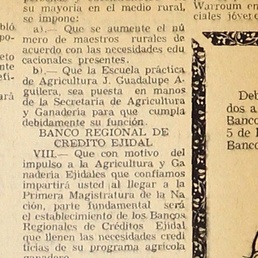 su mayoría en el medio rural,
se impone:
a).— Que se aumente el nú
mero de maestros rurales de
acuerdo con las necesidades edu
cacionales presentes.
b).— Que la Escuela práctica
de Agricultura J. Guadalupe A-
guilera, sea puesta en manos
de la Secretaría de Agricultura
y Ganadería para que cumpla
debidamente su función.
BANCO REGIONAL DE
CREDITO EJIDAL
VIII.— Que con motivo del
impulso a la Agricultura y Ga
nadería Ejidales que confiamos
impartirá usted al llegar a la
Primera Magistratura de la Na
ción, parte fundamental será
el establecimiento de los Bancos
Regionales de Créditos Ejidal
que llenen las necesidades credi
ticias de su programa agrícola
ganadero.
Warroum en
ciales jóver
Deb
dos a
Banco
5 de
Banco